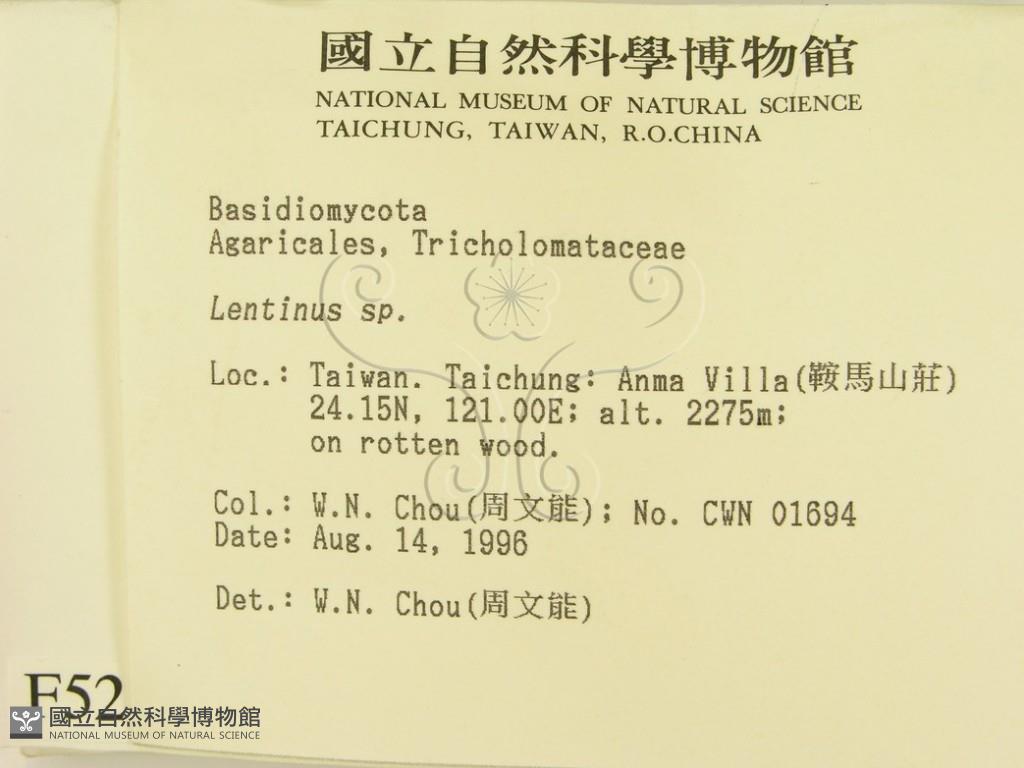 國立自然科學博物館
NATIONAL MUSEUM OF NATURAL SCIENCE
TAICHUNG, TAIWAN, R.O.CHINA
Basidiomycota
Agaricales, Tricholomataceae
Lentinus sp.
Loc.: Taiwan. Taichung: Anma Villa(鞍馬山莊)
24.15N, 121.00E; alt. 2275m;
on rotten wood.
Col.: W.N. Chou(周文能); No. CWN 01694
Date: Aug. 14, 1996
Det.: W.N. Chou(周文能)
F52
國立自然科學博物館
NATIONAL MUSEUM OF NATURAL SCIENCE